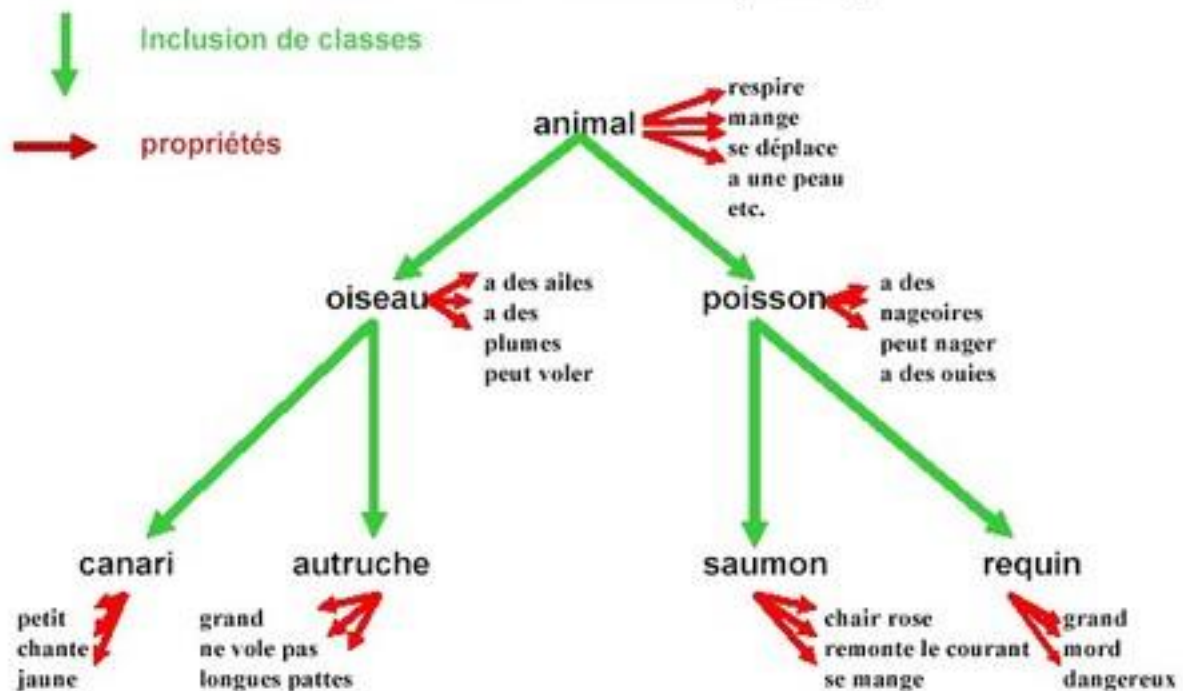 Inclusion de classes
propriétés
animal
respire
mange
se déplace
a une peau
etc.
oiseau
a des ailes
a des
plumes
peut voler
poisson
a des
nageoires
peut nager
a des ouies
canari
petit
chante
jaune
autruche
grand
ne vole pas
longues pattes
saumon
chair rose
remonte le courant
se mange
requin
grand
mord
dangereux